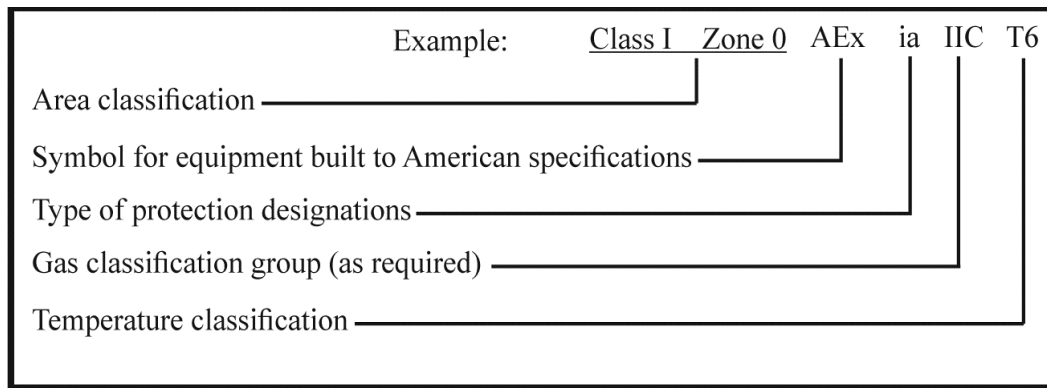 Example: Class I Zone 0 AEx ia IIC T6
Area classification
Symbol for equipment built to American specifications
Type of protection designations
Gas classification group (as required)
Temperature classification